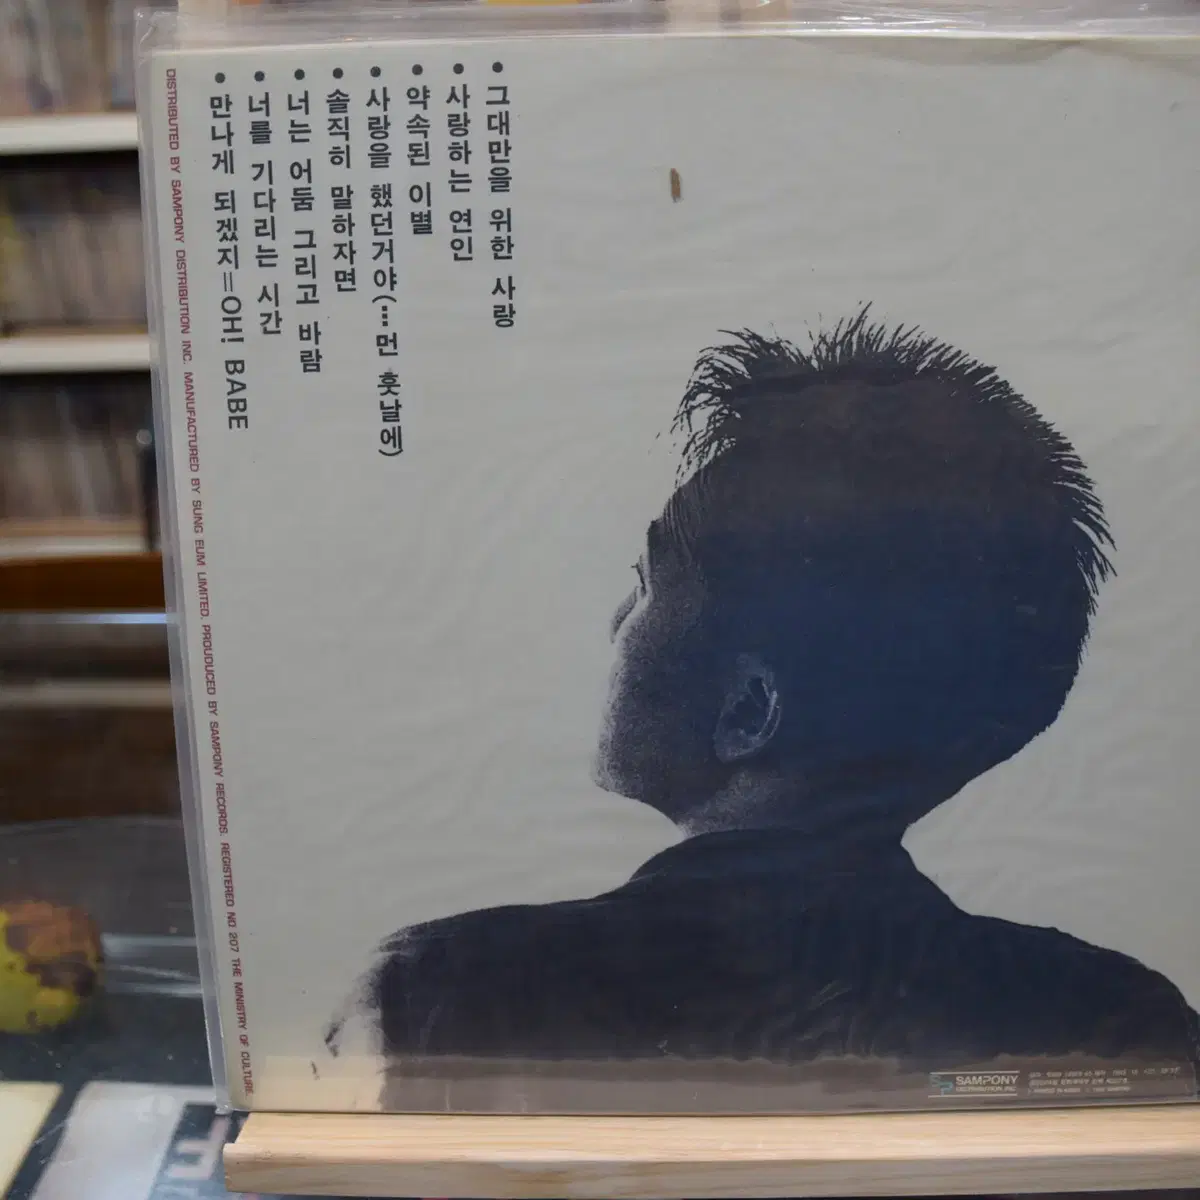 • 그대만을 위한 사랑
• 사랑하는 연인
• 약속된 이별
• 사랑을 했던거야(…먼 훗날에)
• 솔직히 말하자면
• 너는 어둠 그리고 바람
• 너를 기다리는 시간
• 만나게 되겠지=OH! BABE
DISTRIBUTED BY SAMPONY DISTRIBUTION INC. MANUFACTURED BY SUNG EUM LIMITED. PROUDUCED BY SAMPONY RECORDS. REGISTERED NO 207 THE MINISTRY OF CULTURE.
SP SAMPONY
DISTRIBUTION INC.